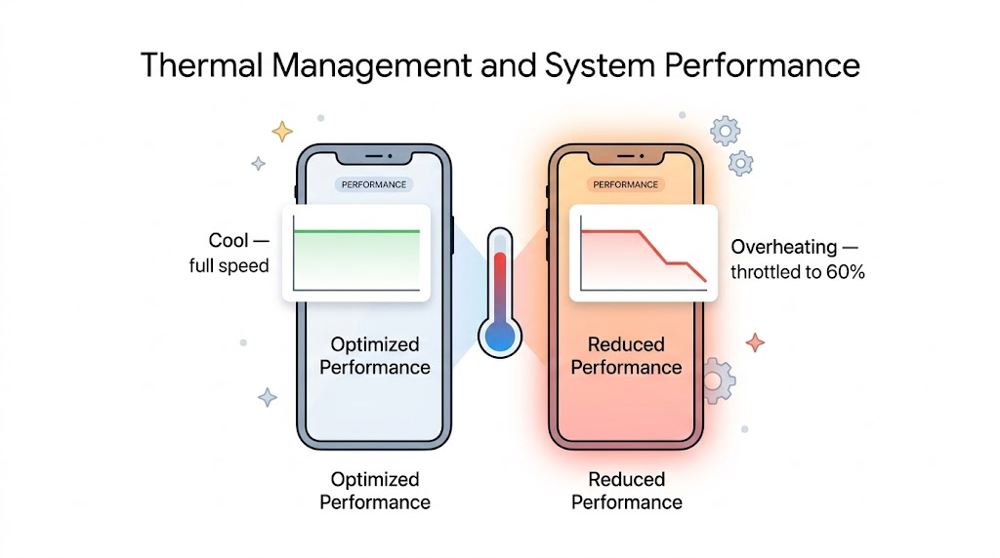 Thermal Management and System Performance
PERFORMANCE
Cool —
full speed
Optimized
Performance
Optimized
Performance
PERFORMANCE
Overheating —
throttled to 60%
Reduced
Performance
Reduced
Performance